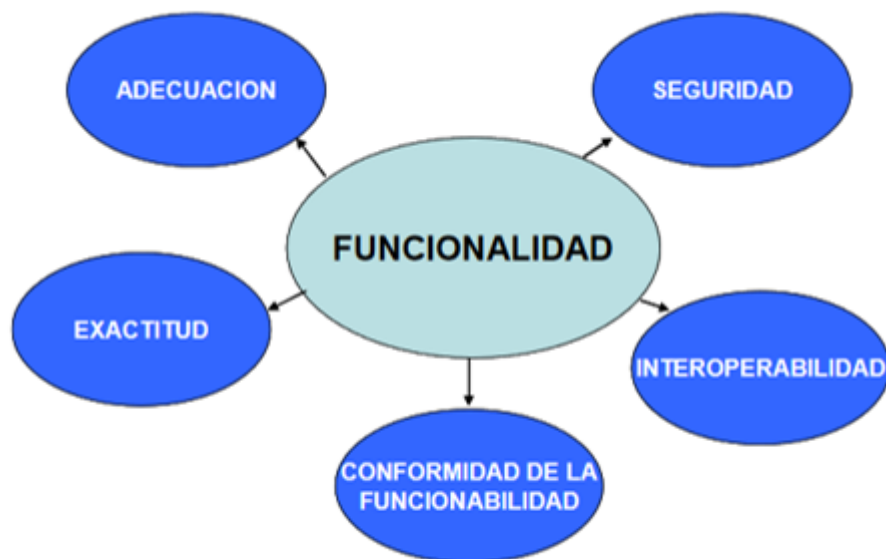 ADECUACION
SEGURIDAD
FUNCIONALIDAD
EXACTITUD
INTEROPERABILIDAD
CONFORMIDAD DE LA
FUNCIONABILIDAD